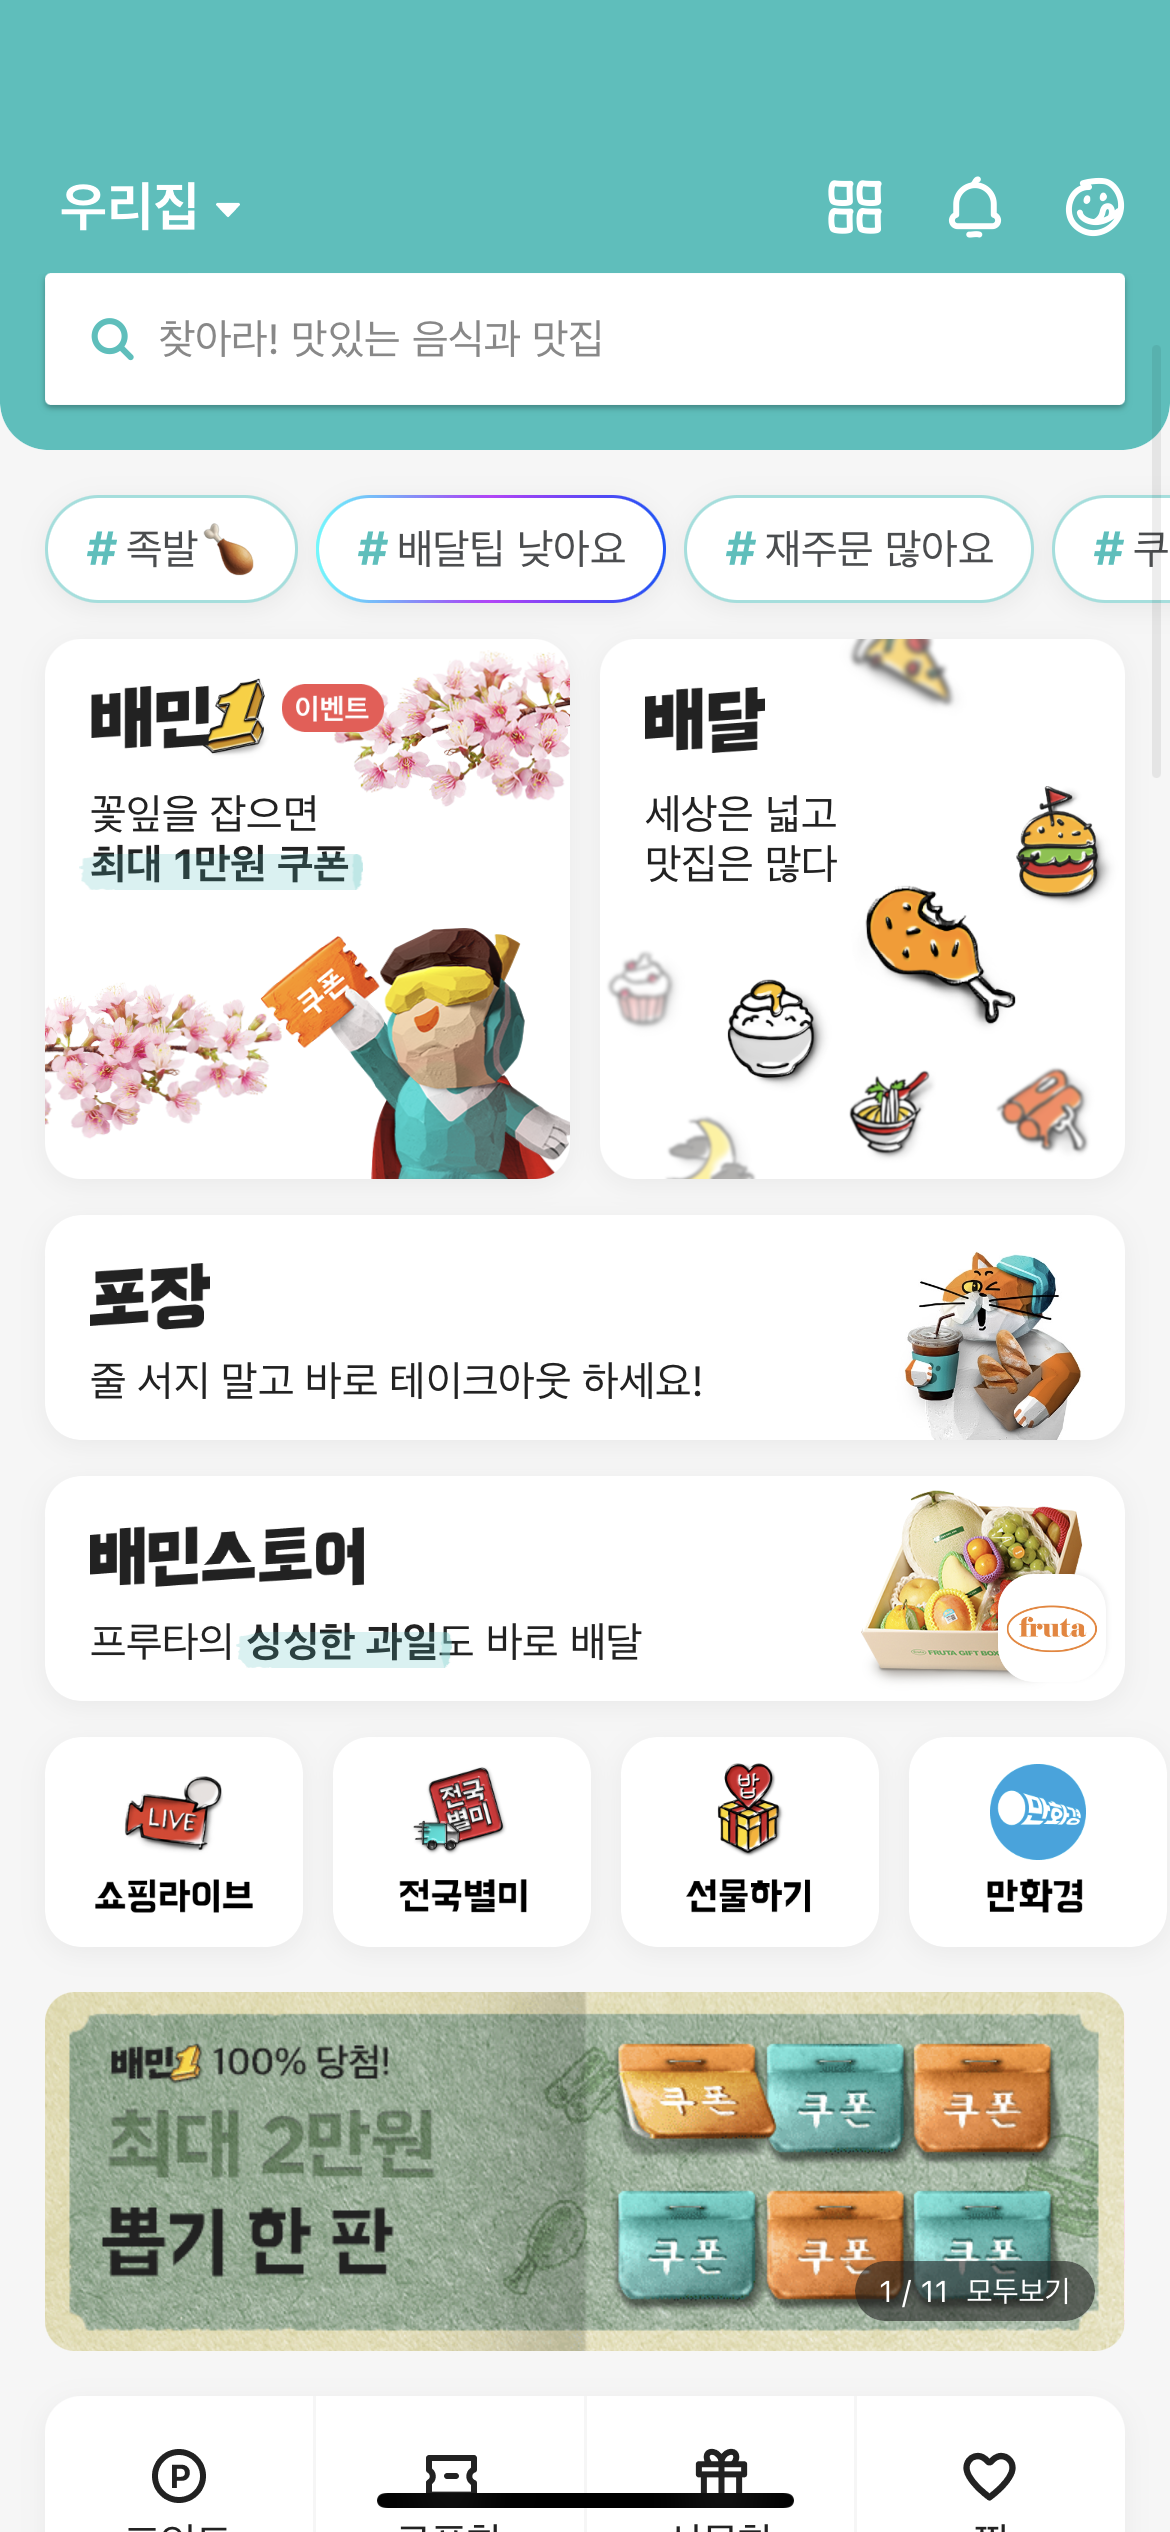 우리집
찾아라! 맛있는 음식과 맛집
# 족발
# 배달팁 낮아요
# 재주문 많아요
# 쿠
배민1 이벤트
꽃잎을 잡으면
최대 1만원 쿠폰
쿠폰
배달
세상은 넓고
맛집은 많다
포장
줄 서지 말고 바로 테이크아웃 하세요!
배민스토어
프루타의 싱싱한 과일도 바로 배달
fruta
FRUTA GIFT BOX
LIVE
쇼핑라이브
전국
별미
전국별미
밥
선물하기
만화경
만화경
배민1 100% 당첨!
최대 2만원
뽑기 한 판
쿠폰 쿠폰 쿠폰
쿠폰 쿠폰 쿠폰
1 / 11 모두보기
P